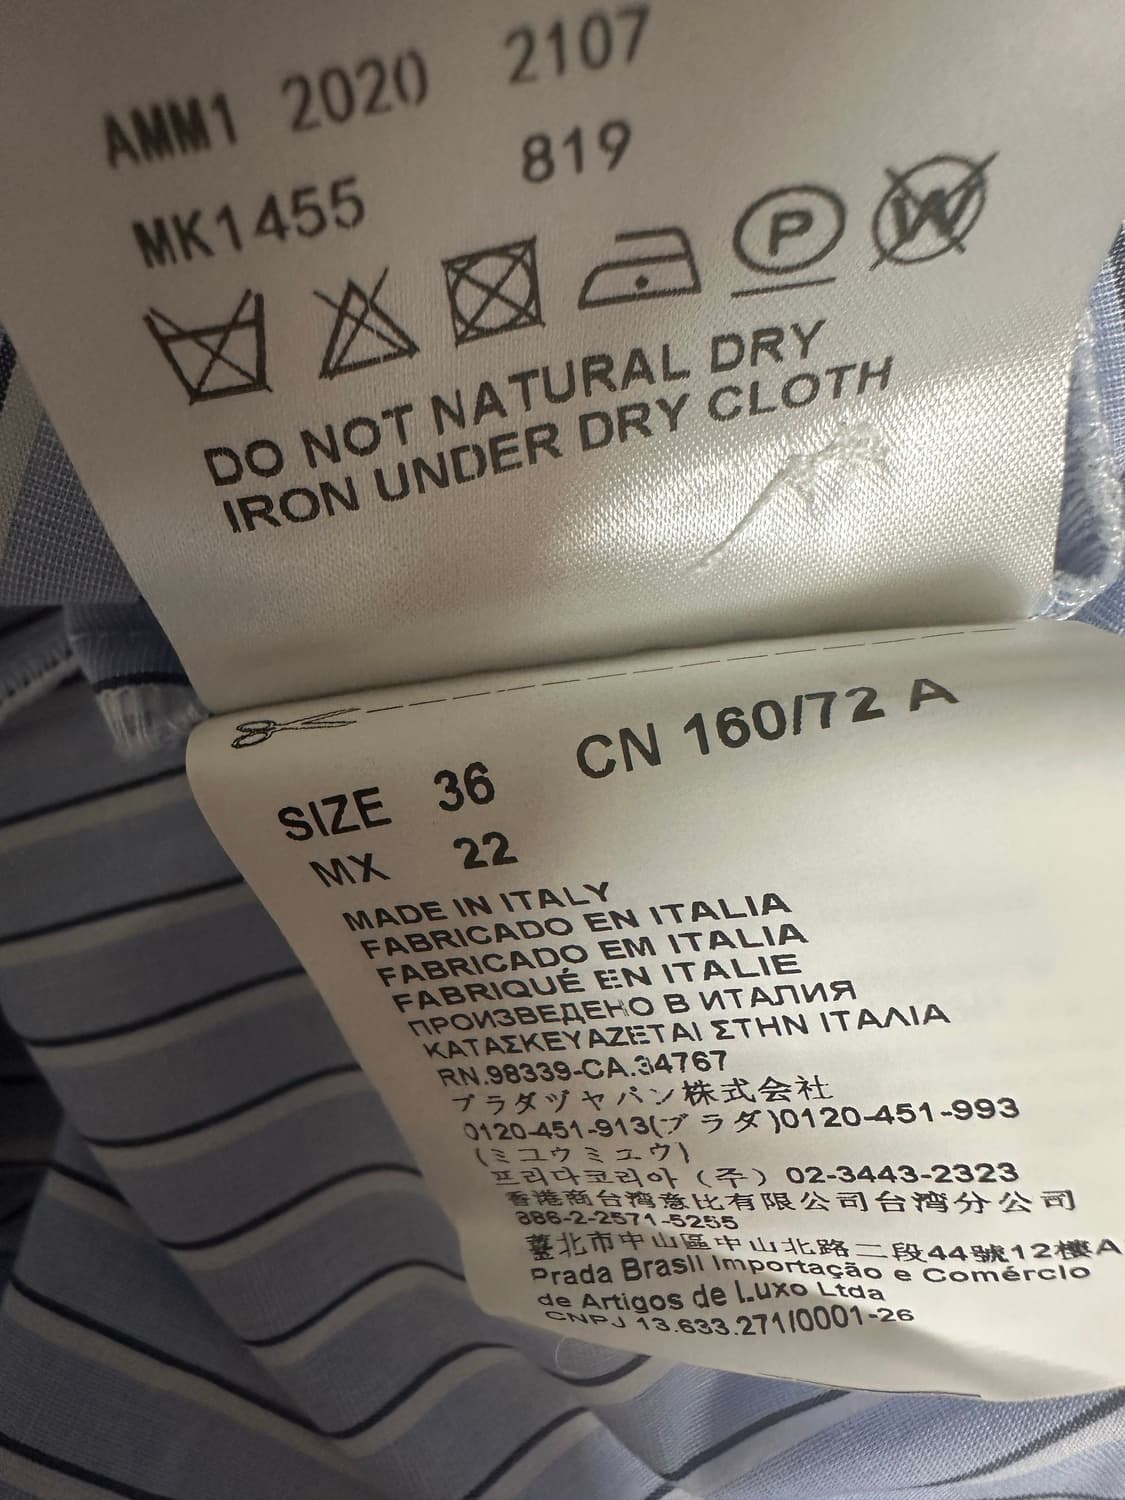 AMM1 2020 2107
MK1455 819
P W
DO NOT NATURAL DRY
IRON UNDER DRY CLOTH
SIZE 36 CN 160/72 A
MX 22
MADE IN ITALY
FABRICADO EN ITALIA
FABRICADO EM ITALIA
FABRIQUÉ EN ITALIE
ПРОИЗВЕДЕНО В ИТАЛИЯ
ΚΑΤΑΣΚΕΥΑΖΕΤΑΙ ΣΤΗΝ ΙΤΑΛΙΑ
RN.98339-CA.34767
プラダヅャパン株式会社
0120-451-913(プラダ)0120-451-993
(ミュウミュウ)
프라다코리아 (주) 02-3443-2323
香港商台灣意比有限公司台灣分公司
886-2-2571-5255
臺北市中山區中山北路二段44號12樓A
Prada Brasil Importação e Comércio
de Artigos de Luxo Ltda
CNPJ 13.633.271/0001-26